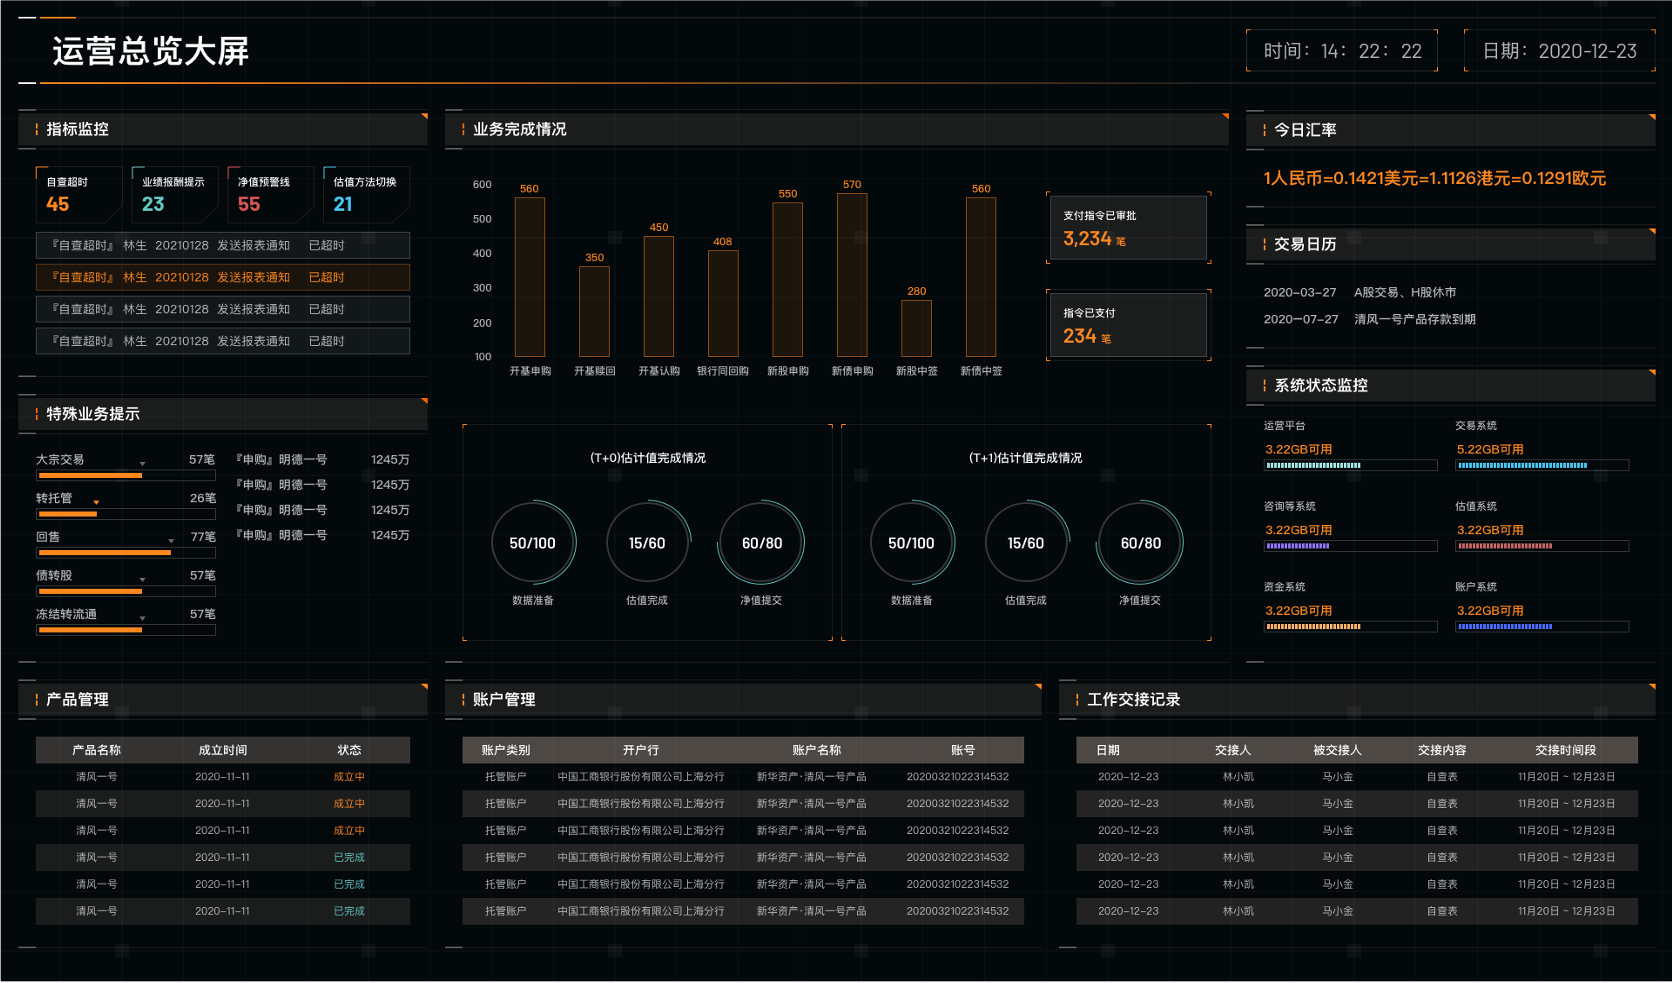 运营总览大屏
时间：14：22：22
日期：2020-12-23
指标监控
自查超时
45
业绩报酬提示
23
净值预警线
55
估值方法切换
21
『自查超时』 林生 20210128 发送报表通知 已超时
『自查超时』 林生 20210128 发送报表通知 已超时
『自查超时』 林生 20210128 发送报表通知 已超时
『自查超时』 林生 20210128 发送报表通知 已超时
特殊业务提示
大宗交易 57笔
转托管 26笔
回售 77笔
债转股 57笔
冻结转流通 57笔
『申购』明德一号 1245万
『申购』明德一号 1245万
『申购』明德一号 1245万
『申购』明德一号 1245万
业务完成情况
600
500
400
300
200
100
560
350
450
408
550
570
280
560
开基申购 开基赎回 开基认购 银行间回购 新股申购 新债申购 新股中签 新债中签
支付指令已审批
3,234 笔
指令已支付
234 笔
(T+0)估计值完成情况
50/100 15/60 60/80
数据准备 估值完成 净值提交
(T+1)估计值完成情况
50/100 15/60 60/80
数据准备 估值完成 净值提交
今日汇率
1人民币=0.1421美元=1.1126港元=0.1291欧元
交易日历
2020-03-27 A股交易、H股休市
2020-07-27 清风一号产品存款到期
系统状态监控
运营平台
3.22GB可用
交易系统
5.22GB可用
咨询等系统
3.22GB可用
估值系统
3.22GB可用
资金系统
3.22GB可用
账户系统
3.22GB可用
产品管理
产品名称 成立时间 状态
清风一号 2020-11-11 成立中
清风一号 2020-11-11 成立中
清风一号 2020-11-11 成立中
清风一号 2020-11-11 已完成
清风一号 2020-11-11 已完成
清风一号 2020-11-11 已完成
账户管理
账户类别 开户行 账户名称 账号
托管账户 中国工商银行股份有限公司上海分行 新华资产·清风一号产品 20200321022314532
托管账户 中国工商银行股份有限公司上海分行 新华资产·清风一号产品 20200321022314532
托管账户 中国工商银行股份有限公司上海分行 新华资产·清风一号产品 20200321022314532
托管账户 中国工商银行股份有限公司上海分行 新华资产·清风一号产品 20200321022314532
托管账户 中国工商银行股份有限公司上海分行 新华资产·清风一号产品 20200321022314532
托管账户 中国工商银行股份有限公司上海分行 新华资产·清风一号产品 20200321022314532
工作交接记录
日期 交接人 被交接人 交接内容 交接时间段
2020-12-23 林小凯 马小金 自查表 11月20日 ~ 12月23日
2020-12-23 林小凯 马小金 自查表 11月20日 ~ 12月23日
2020-12-23 林小凯 马小金 自查表 11月20日 ~ 12月23日
2020-12-23 林小凯 马小金 自查表 11月20日 ~ 12月23日
2020-12-23 林小凯 马小金 自查表 11月20日 ~ 12月23日
2020-12-23 林小凯 马小金 自查表 11月20日 ~ 12月23日